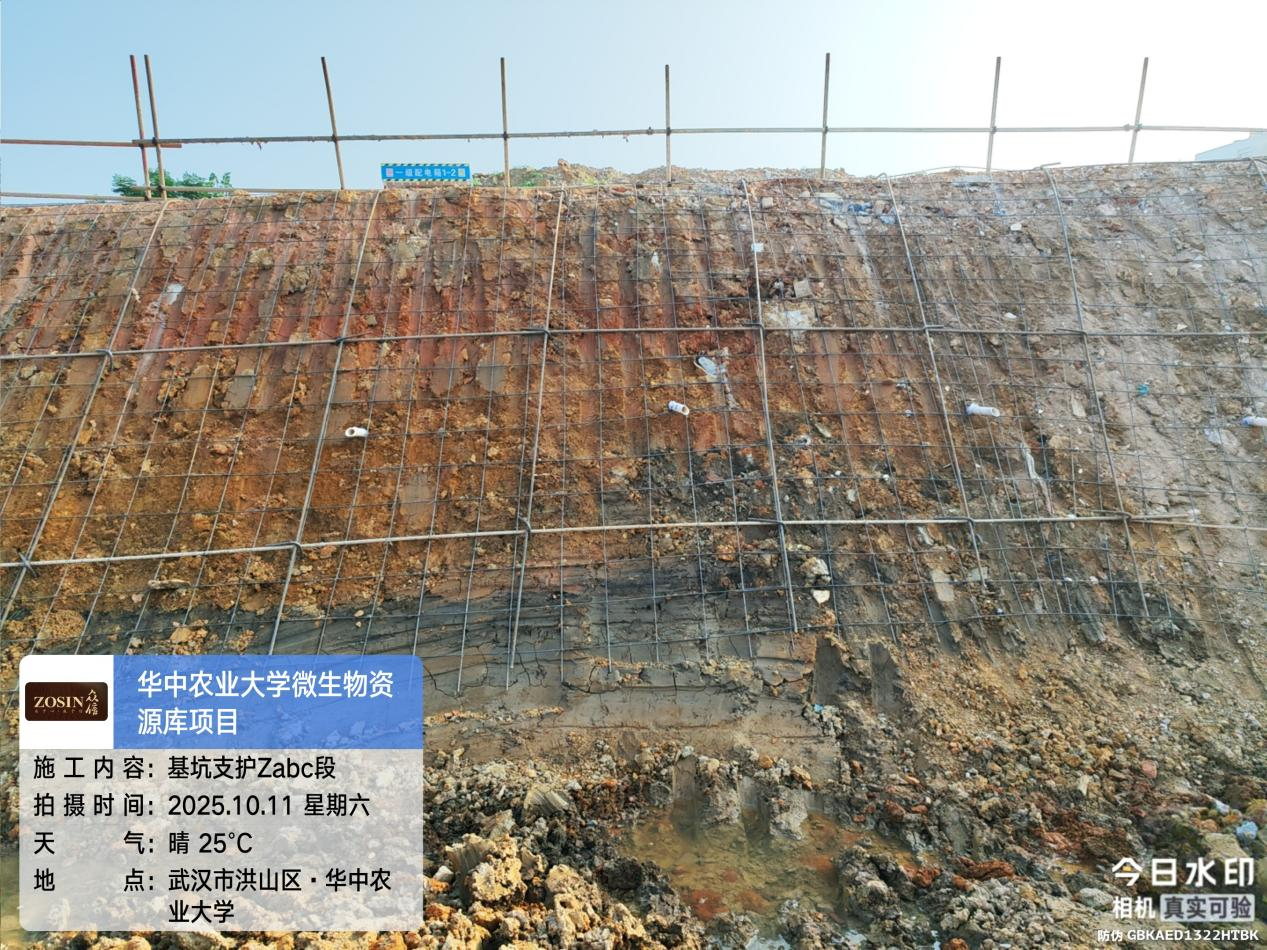 一级配电箱1-2
ZOSIN 众信
华中农业大学微生物资
源库项目
施工内容：基坑支护Zabc段
拍摄时间：2025.10.11 星期六
天气：晴 25°C
地点：武汉市洪山区·华中农
业大学
今日水印
相机 真实可验
防伪 GBKAED1322HTBK